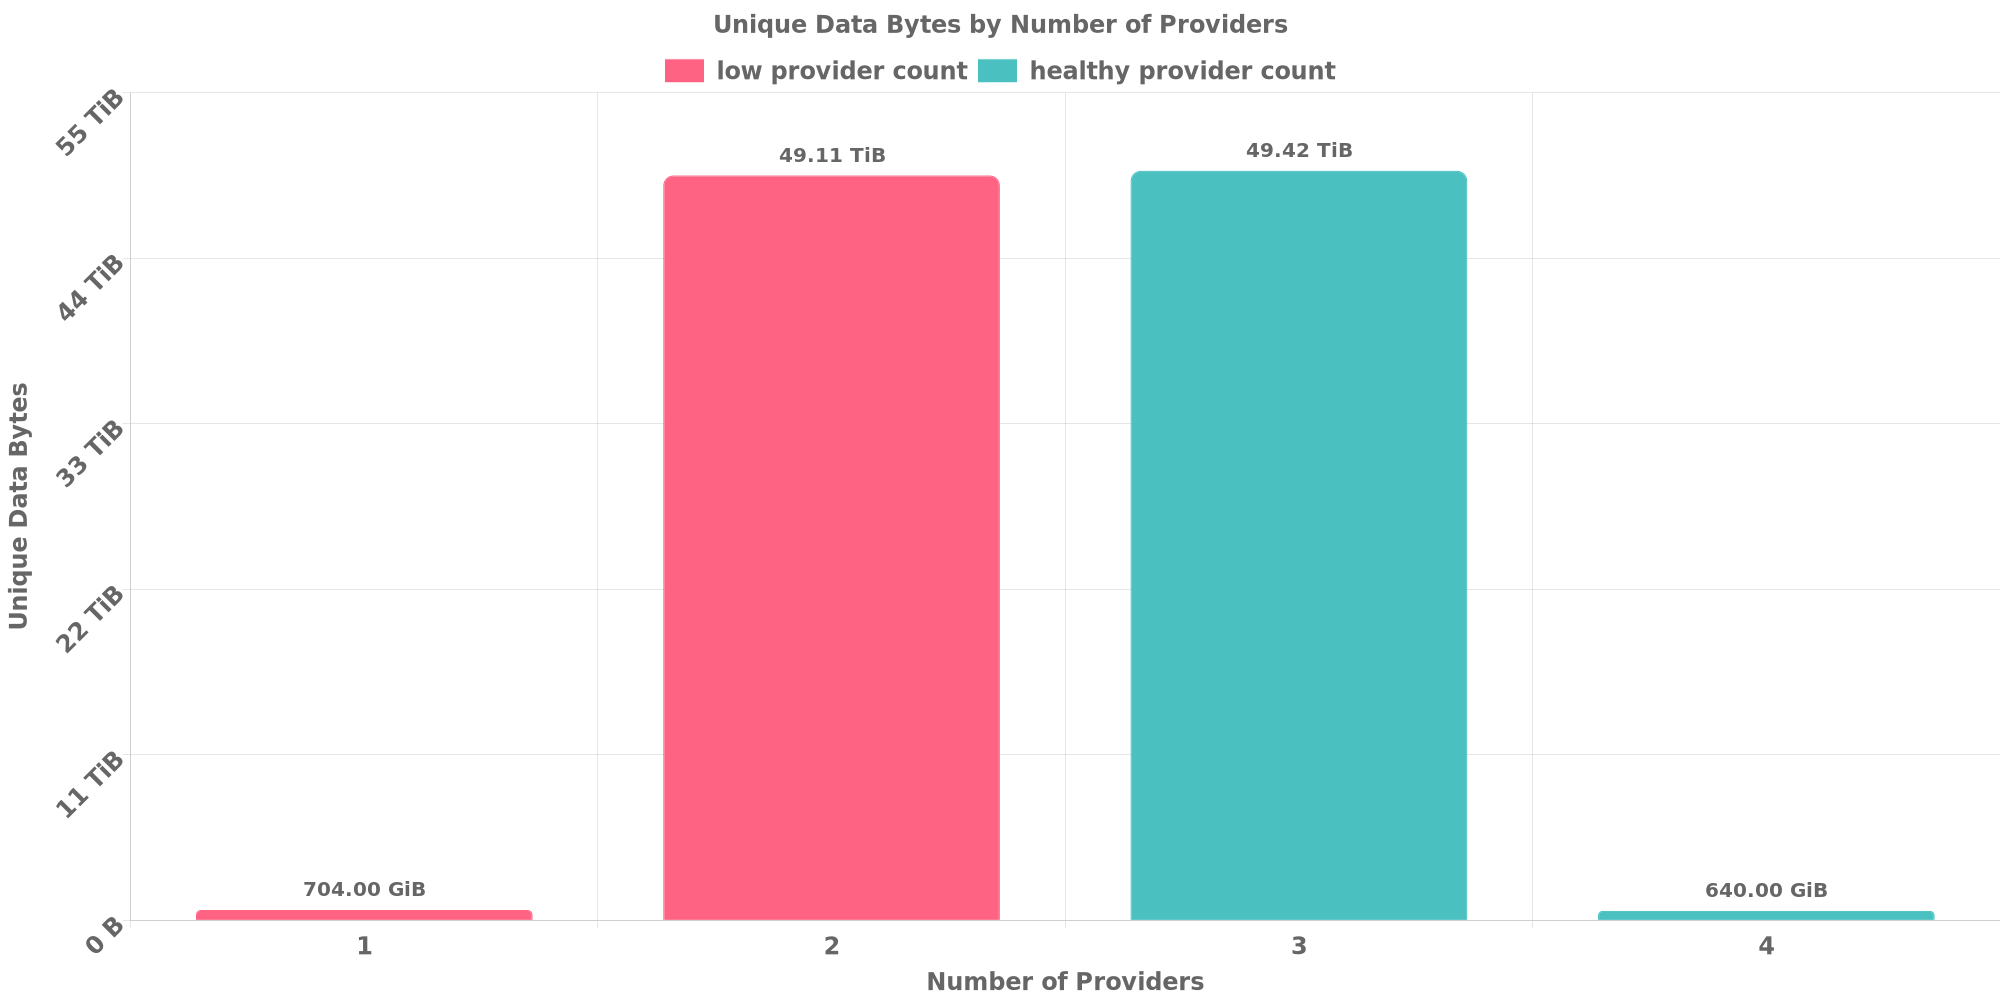 Unique Data Bytes by Number of Providers
low provider count healthy provider count
55 TiB
44 TiB
33 TiB
22 TiB
11 TiB
0 B
Unique Data Bytes
704.00 GiB
49.11 TiB
49.42 TiB
640.00 GiB
1 2 3 4
Number of Providers